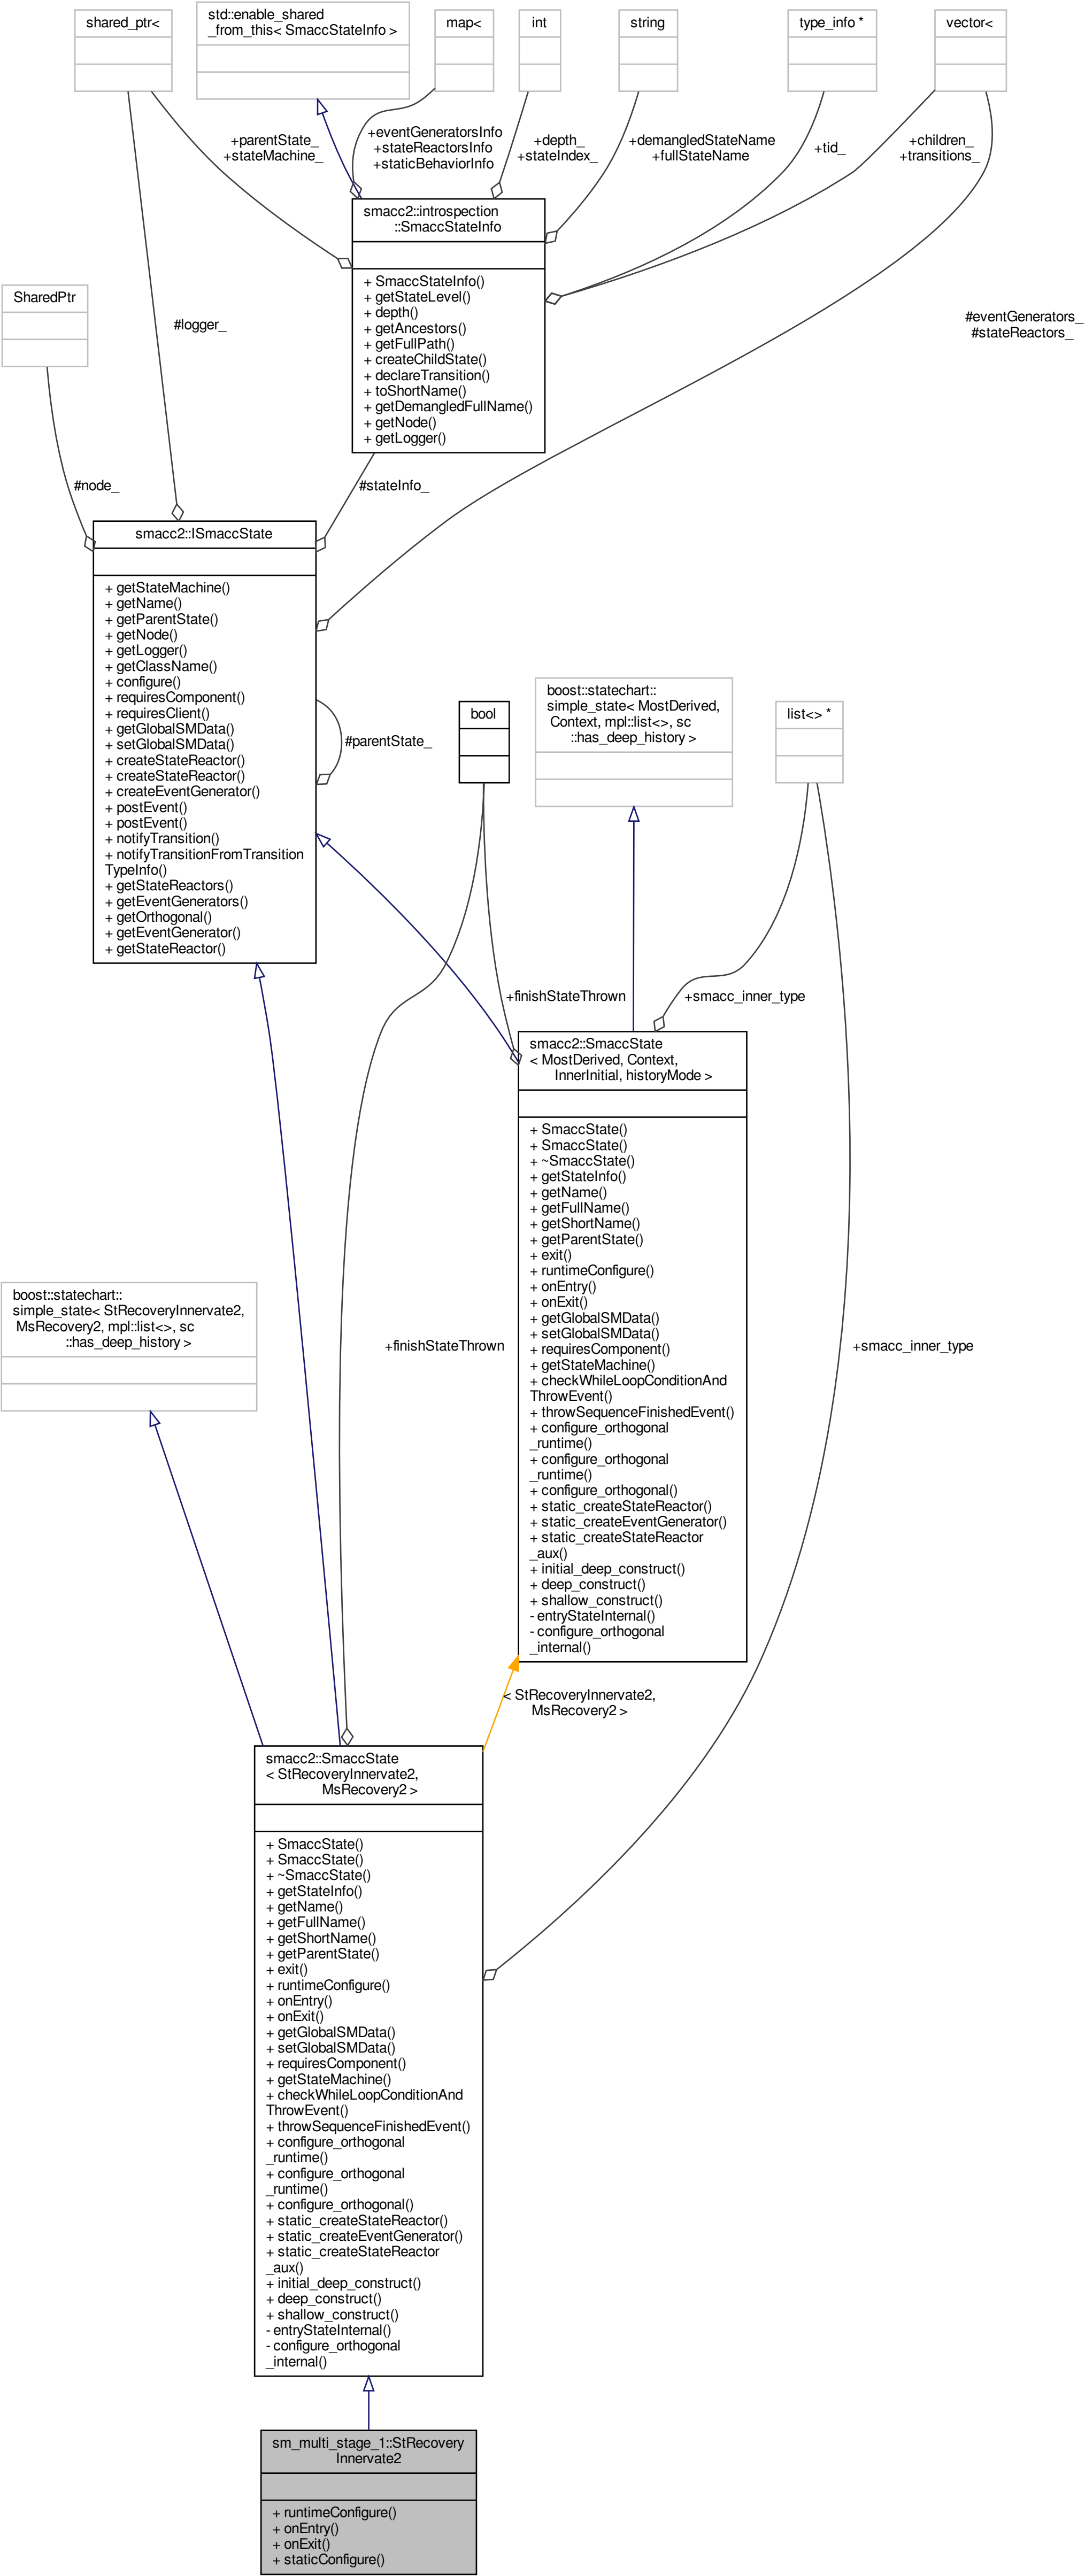 shared_ptr<
std::enable_shared
_from_this< SmaccStateInfo >
map<
int
string
type_info *
vector<
+parentState_
+stateMachine_
+eventGeneratorsInfo
+stateReactorsInfo
+staticBehaviorInfo
+depth_
+stateIndex_
+demangledStateName
+fullStateName
+tid_
+children_
+transitions_
smacc2::introspection
::SmaccStateInfo
+ SmaccStateInfo()
+ getStateLevel()
+ depth()
+ getAncestors()
+ getFullPath()
+ createChildState()
+ declareTransition()
+ toShortName()
+ getDemangledFullName()
+ getNode()
+ getLogger()
SharedPtr
#logger_
#eventGenerators_
#stateReactors_
#node_
#stateInfo_
smacc2::ISmaccState
+ getStateMachine()
+ getName()
+ getParentState()
+ getNode()
+ getLogger()
+ getClassName()
+ configure()
+ requiresComponent()
+ requiresClient()
+ getGlobalSMData()
+ setGlobalSMData()
+ createStateReactor()
+ createStateReactor()
+ createEventGenerator()
+ postEvent()
+ postEvent()
+ notifyTransition()
+ notifyTransitionFromTransition
TypeInfo()
+ getStateReactors()
+ getEventGenerators()
+ getOrthogonal()
+ getEventGenerator()
+ getStateReactor()
#parentState_
bool
boost::statechart::
simple_state< MostDerived,
Context, mpl::list<>, sc
::has_deep_history >
list<> *
+finishStateThrown
+smacc_inner_type
smacc2::SmaccState
< MostDerived, Context,
InnerInitial, historyMode >
+ SmaccState()
+ SmaccState()
+ ~SmaccState()
+ getStateInfo()
+ getName()
+ getFullName()
+ getShortName()
+ getParentState()
+ exit()
+ runtimeConfigure()
+ onEntry()
+ onExit()
+ getGlobalSMData()
+ setGlobalSMData()
+ requiresComponent()
+ getStateMachine()
+ checkWhileLoopConditionAnd
ThrowEvent()
+ throwSequenceFinishedEvent()
+ configure_orthogonal
_runtime()
+ configure_orthogonal
_runtime()
+ configure_orthogonal()
+ static_createStateReactor()
+ static_createEventGenerator()
+ static_createStateReactor
_aux()
+ initial_deep_construct()
+ deep_construct()
+ shallow_construct()
- entryStateInternal()
- configure_orthogonal
_internal()
boost::statechart::
simple_state< StRecoveryInnervate2,
MsRecovery2, mpl::list<>, sc
::has_deep_history >
+finishStateThrown
+smacc_inner_type
< StRecoveryInnervate2,
MsRecovery2 >
smacc2::SmaccState
< StRecoveryInnervate2,
MsRecovery2 >
+ SmaccState()
+ SmaccState()
+ ~SmaccState()
+ getStateInfo()
+ getName()
+ getFullName()
+ getShortName()
+ getParentState()
+ exit()
+ runtimeConfigure()
+ onEntry()
+ onExit()
+ getGlobalSMData()
+ setGlobalSMData()
+ requiresComponent()
+ getStateMachine()
+ checkWhileLoopConditionAnd
ThrowEvent()
+ throwSequenceFinishedEvent()
+ configure_orthogonal
_runtime()
+ configure_orthogonal
_runtime()
+ configure_orthogonal()
+ static_createStateReactor()
+ static_createEventGenerator()
+ static_createStateReactor
_aux()
+ initial_deep_construct()
+ deep_construct()
+ shallow_construct()
- entryStateInternal()
- configure_orthogonal
_internal()
sm_multi_stage_1::StRecovery
Innervate2
+ runtimeConfigure()
+ onEntry()
+ onExit()
+ staticConfigure()